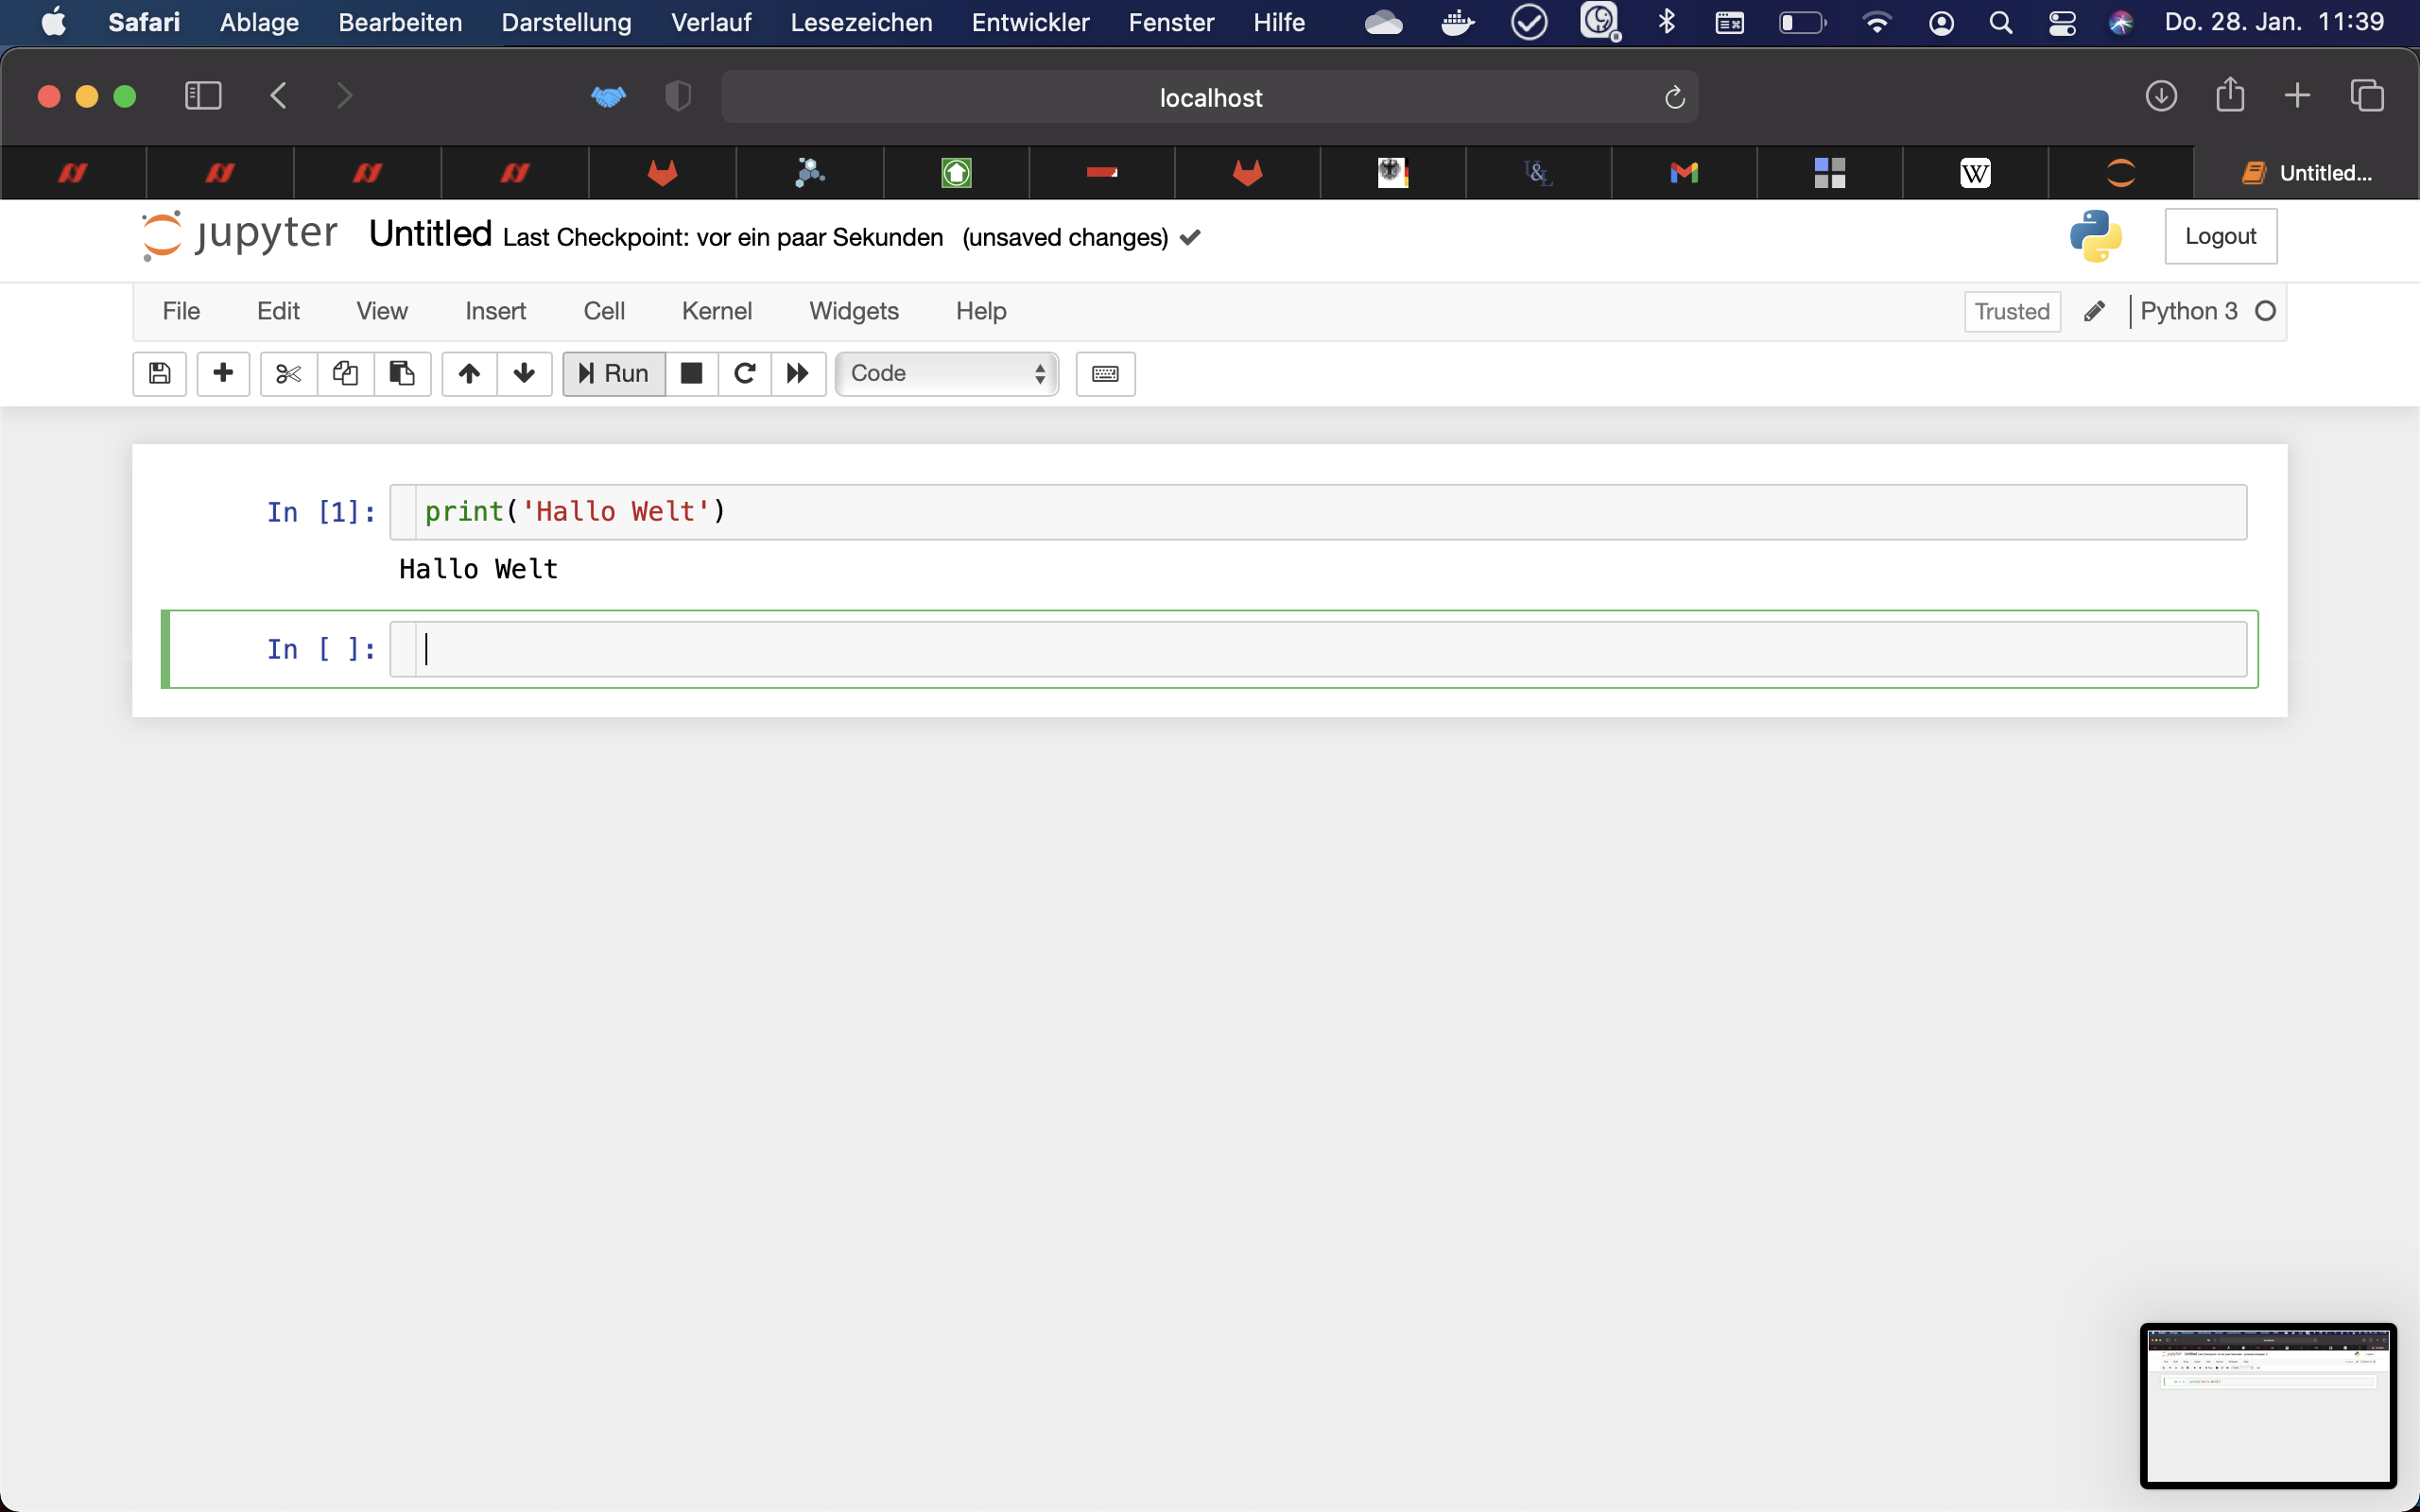 Safari Ablage Bearbeiten Darstellung Verlauf Lesezeichen Entwickler Fenster Hilfe Do. 28. Jan. 11:39
localhost
U&L W Untitled...
jupyter Untitled Last Checkpoint: vor ein paar Sekunden (unsaved changes) Logout
File Edit View Insert Cell Kernel Widgets Help Trusted Python 3
Run Code
In [1]: print('Hallo Welt')
Hallo Welt
In [ ]: